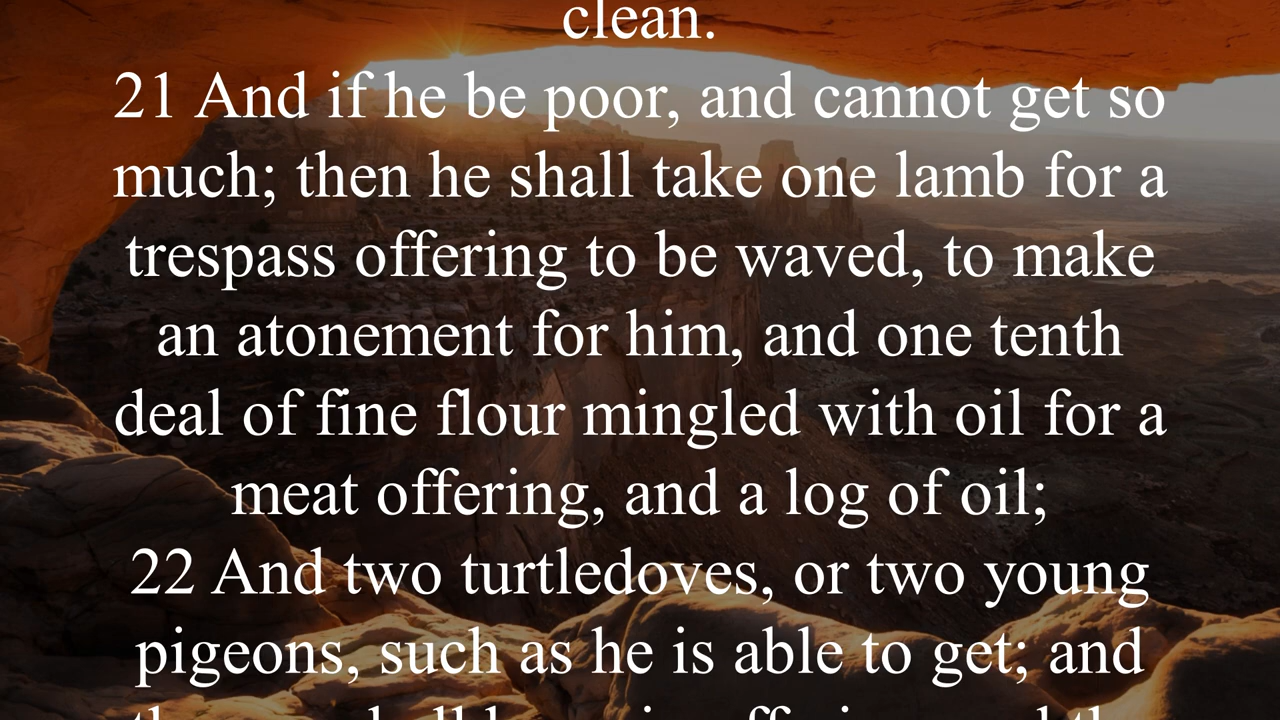 clean.
21 And if he be poor, and cannot get so
much; then he shall take one lamb for a
trespass offering to be waved, to make
an atonement for him, and one tenth
deal of fine flour mingled with oil for a
meat offering, and a log of oil;
22 And two turtledoves, or two young
pigeons, such as he is able to get; and